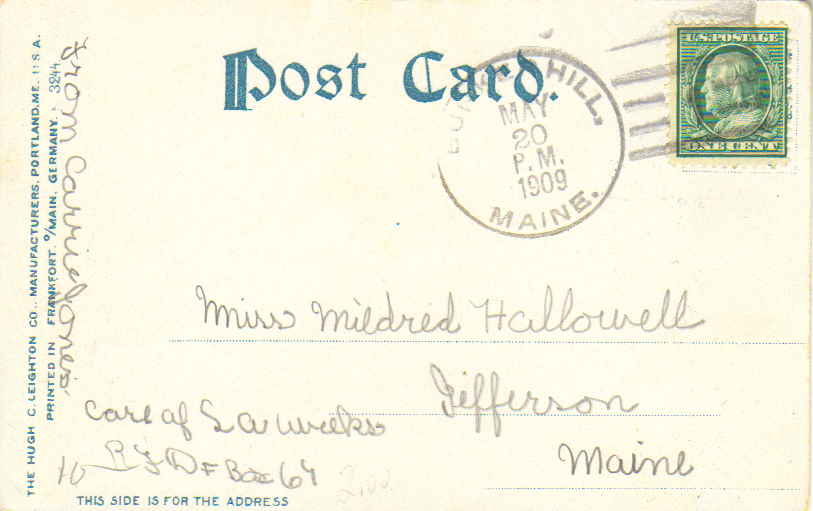 Post Card.
HILL,
MAY
20
P.M.
1909
MAINE.
U.S. POSTAGE
ONE CENT
Miss Mildred Hallowell
Jefferson
Maine
Care of
Box 64
THIS SIDE IS FOR THE ADDRESS
From Carrie Jones.
THE HUGH C. LEIGHTON CO., MANUFACTURERS, PORTLAND, ME. U.S.A.
PRINTED IN FRANKFORT. O/MAIN, GERMANY. 3244